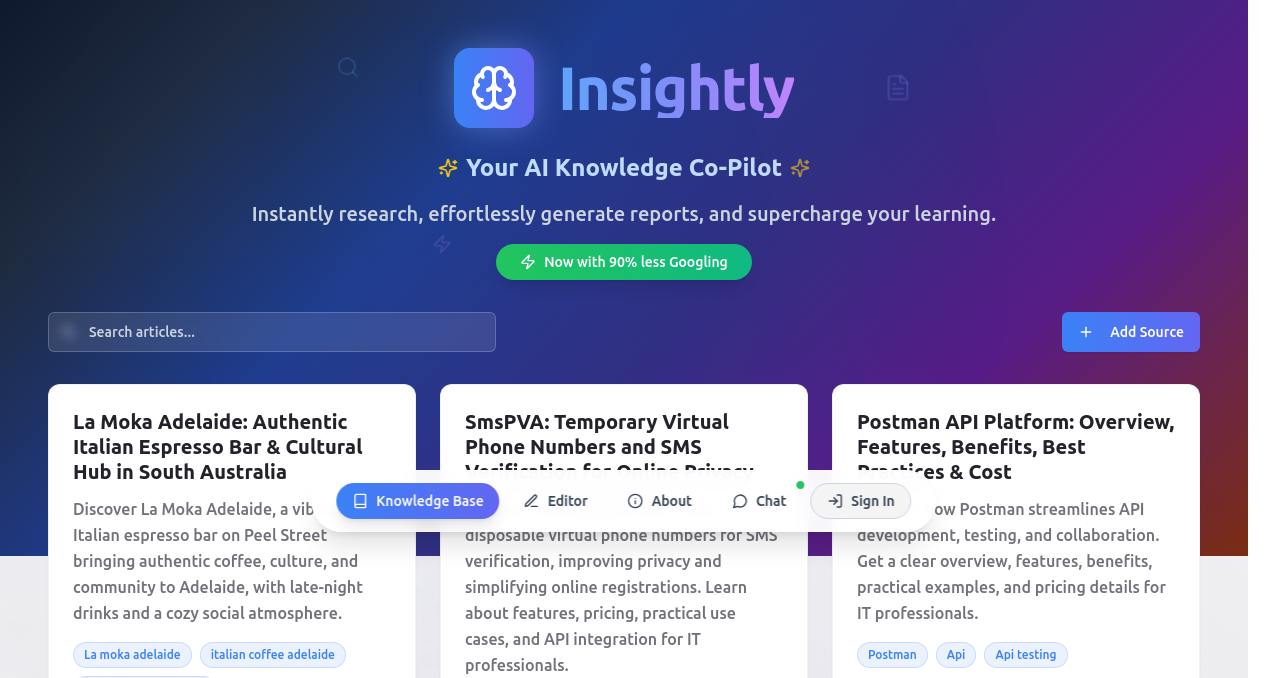 Insightly
Your AI Knowledge Co-Pilot
Instantly research, effortlessly generate reports, and supercharge your learning.
Now with 90% less Googling
Search articles...
Add Source
La Moka Adelaide: Authentic
Italian Espresso Bar & Cultural
Hub in South Australia
Discover La Moka Adelaide, a vib
Italian espresso bar on Peel Street
bringing authentic coffee, culture, and
community to Adelaide, with late-night
drinks and a cozy social atmosphere.
La moka adelaide
italian coffee adelaide
SmsPVA: Temporary Virtual
Phone Numbers and SMS
Verification for Online Privacy
disposable virtual phone numbers for SMS
verification, improving privacy and
simplifying online registrations. Learn
about features, pricing, practical use
cases, and API integration for IT
professionals.
Postman API Platform: Overview,
Features, Benefits, Best
Practices & Cost
ow Postman streamlines API
development, testing, and collaboration.
Get a clear overview, features, benefits,
practical examples, and pricing details for
IT professionals.
Postman
Api
Api testing
Knowledge Base
Editor
About
Chat
Sign In